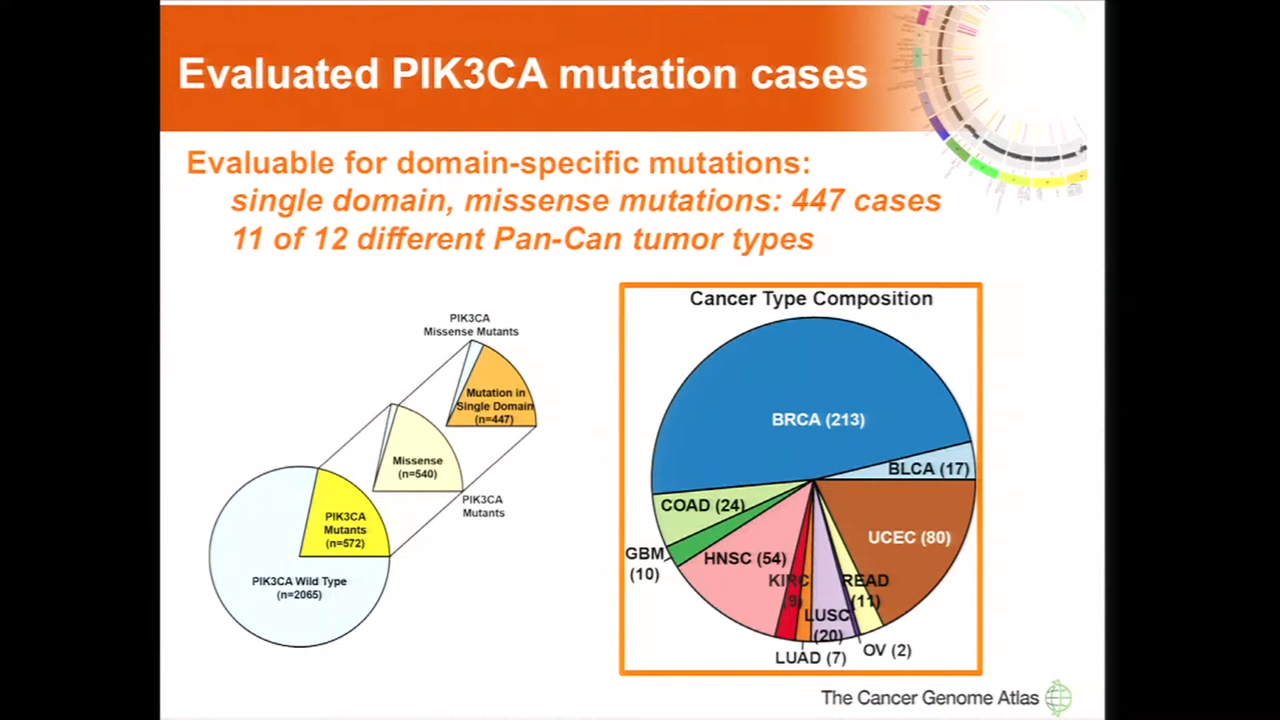 Evaluated PIK3CA mutation cases
Evaluable for domain-specific mutations:
single domain, missense mutations: 447 cases
11 of 12 different Pan-Can tumor types
PIK3CA
Missense Mutants
Mutation in
Single Domain
(n=447)
Missense
(n=540)
PIK3CA
Mutants
PIK3CA
Mutants
(n=572)
PIK3CA Wild Type
(n=2065)
Cancer Type Composition
BRCA (213)
BLCA (17)
COAD (24)
UCEC (80)
GBM
(10)
HNSC (54)
KIRC
(9)
READ
(11)
LUSC
(20)
OV (2)
LUAD (7)
The Cancer Genome Atlas